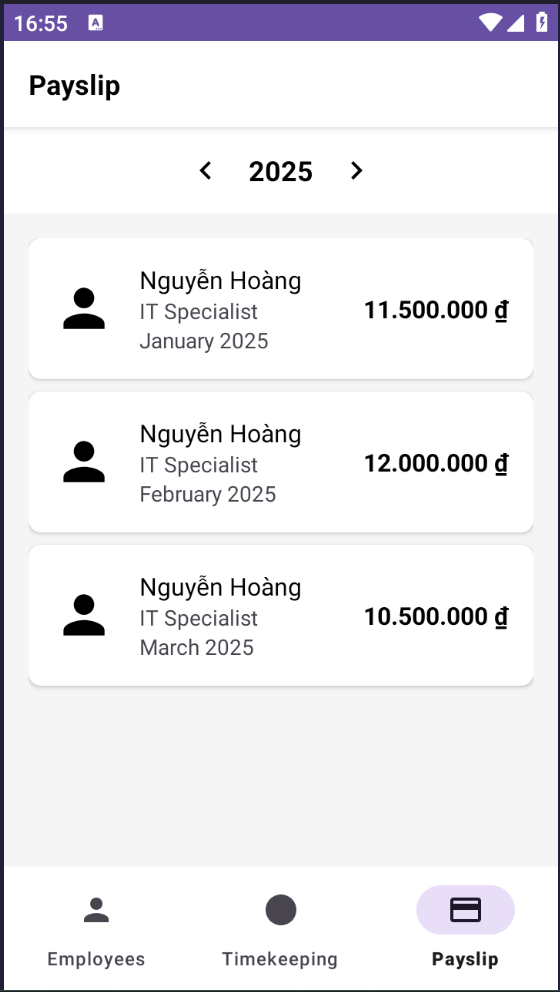 16:55
Payslip
2025
Nguyễn Hoàng
IT Specialist
January 2025
11.500.000 ₫
Nguyễn Hoàng
IT Specialist
February 2025
12.000.000 ₫
Nguyễn Hoàng
IT Specialist
March 2025
10.500.000 ₫
Employees
Timekeeping
Payslip